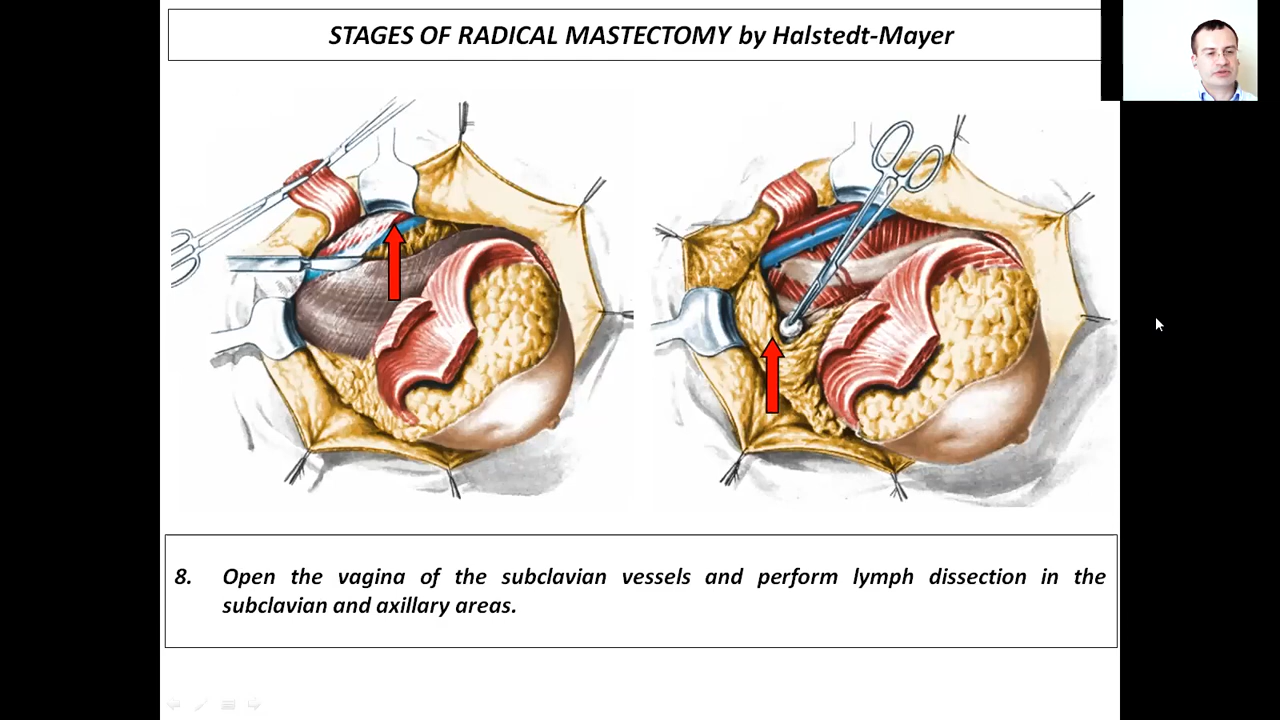 STAGES OF RADICAL MASTECTOMY by Halstedt-Mayer
8. Open the vagina of the subclavian vessels and perform lymph dissection in the
subclavian and axillary areas.